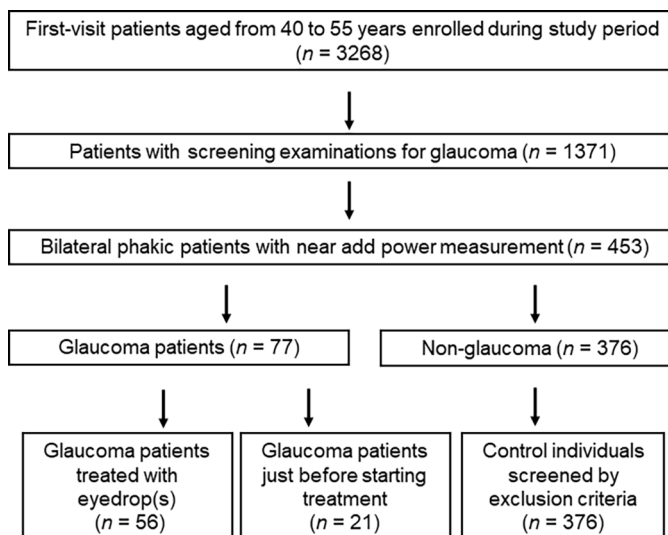 First-visit patients aged from 40 to 55 years enrolled during study period
(n = 3268)
Patients with screening examinations for glaucoma (n = 1371)
Bilateral phakic patients with near add power measurement (n = 453)
Glaucoma patients (n = 77)
Non-glaucoma (n = 376)
Glaucoma patients
treated with
eyedrop(s)
(n = 56)
Glaucoma patients
just before starting
treatment
(n = 21)
Control individuals
screened by
exclusion criteria
(n = 376)